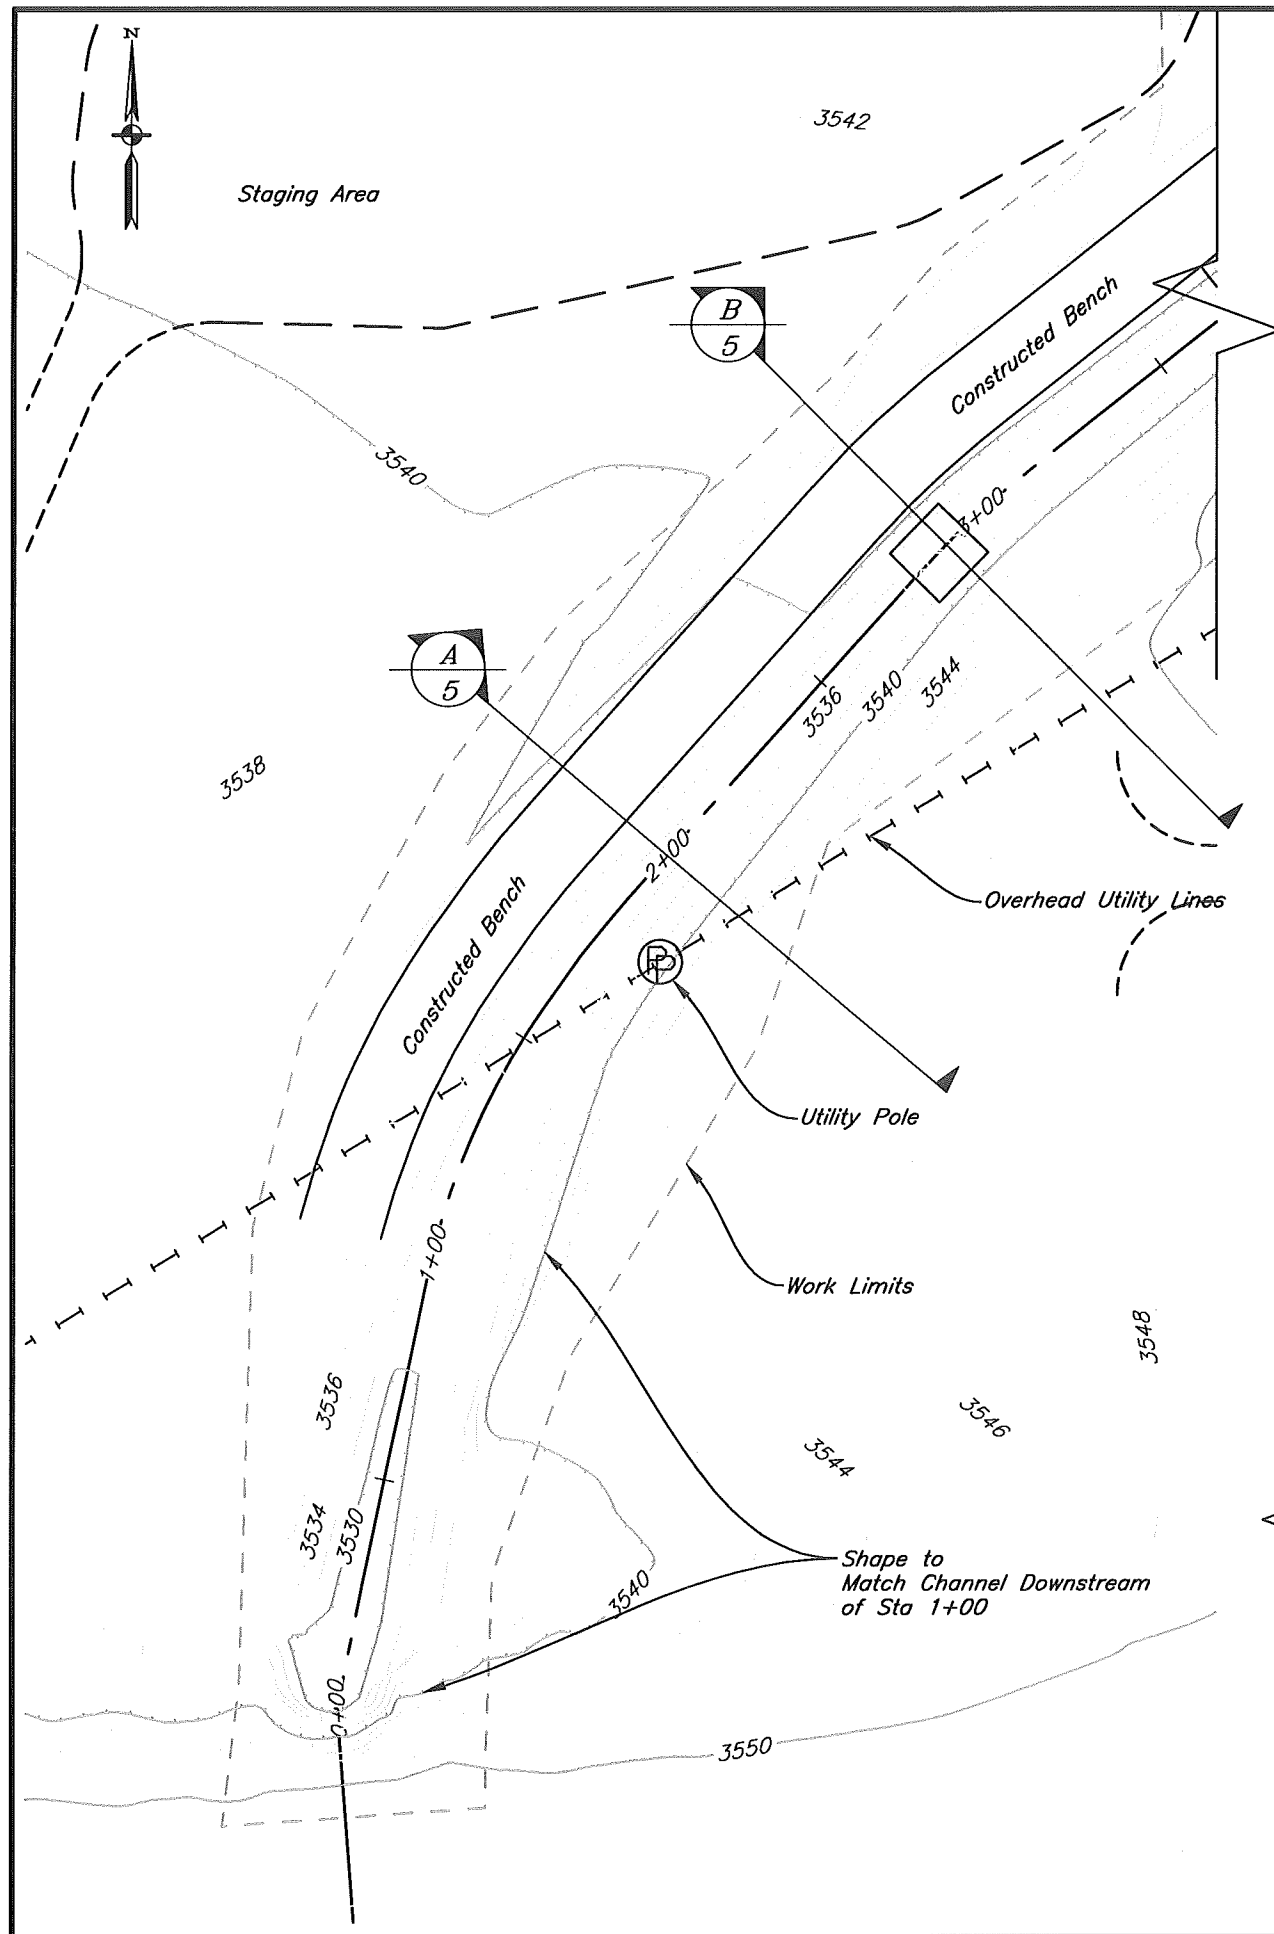 N
3542
Staging Area
B
5
Constructed Bench
3540
3+00
A
5
3536
3540
3544
3538
2+00
Overhead Utility Lines
Constructed Bench
PP
Utility Pole
1+00
Work Limits
3548
3536
3546
3544
3534
3530
Shape to
Match Channel Downstream
of Sta 1+00
3540
0+00
3550